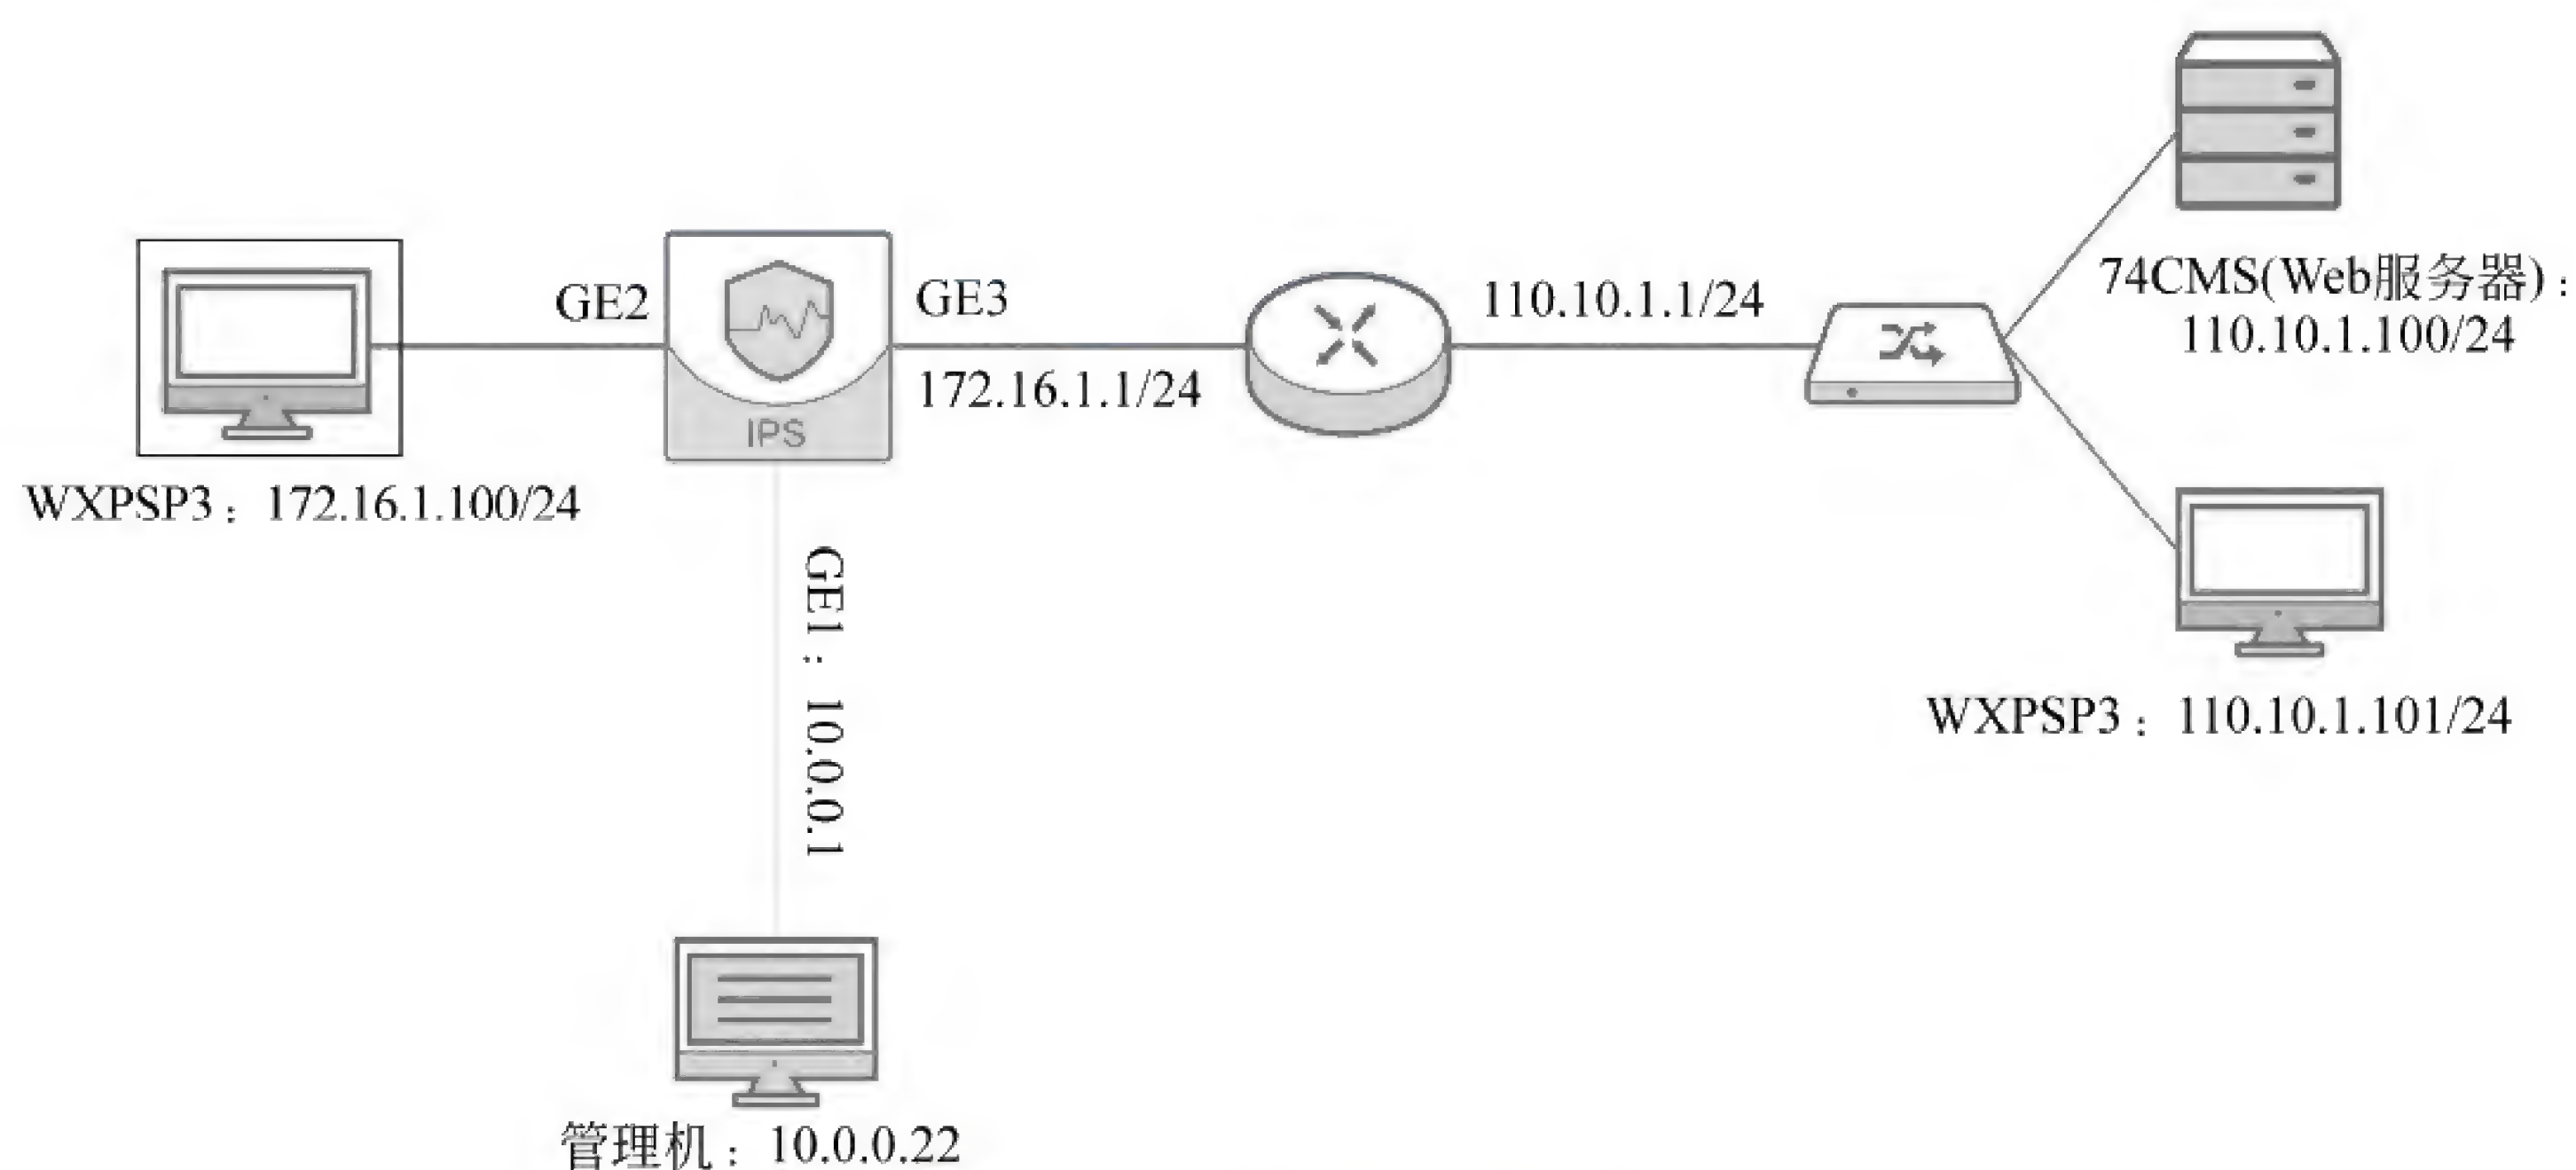 74CMS(Web服务器)：
110.10.1.100/24
GE2
GE3
110.10.1.1/24
172.16.1.1/24
IPS
WXPSP3：172.16.1.100/24
GE1：10.0.0.1
WXPSP3：110.10.1.101/24
管理机：10.0.0.22